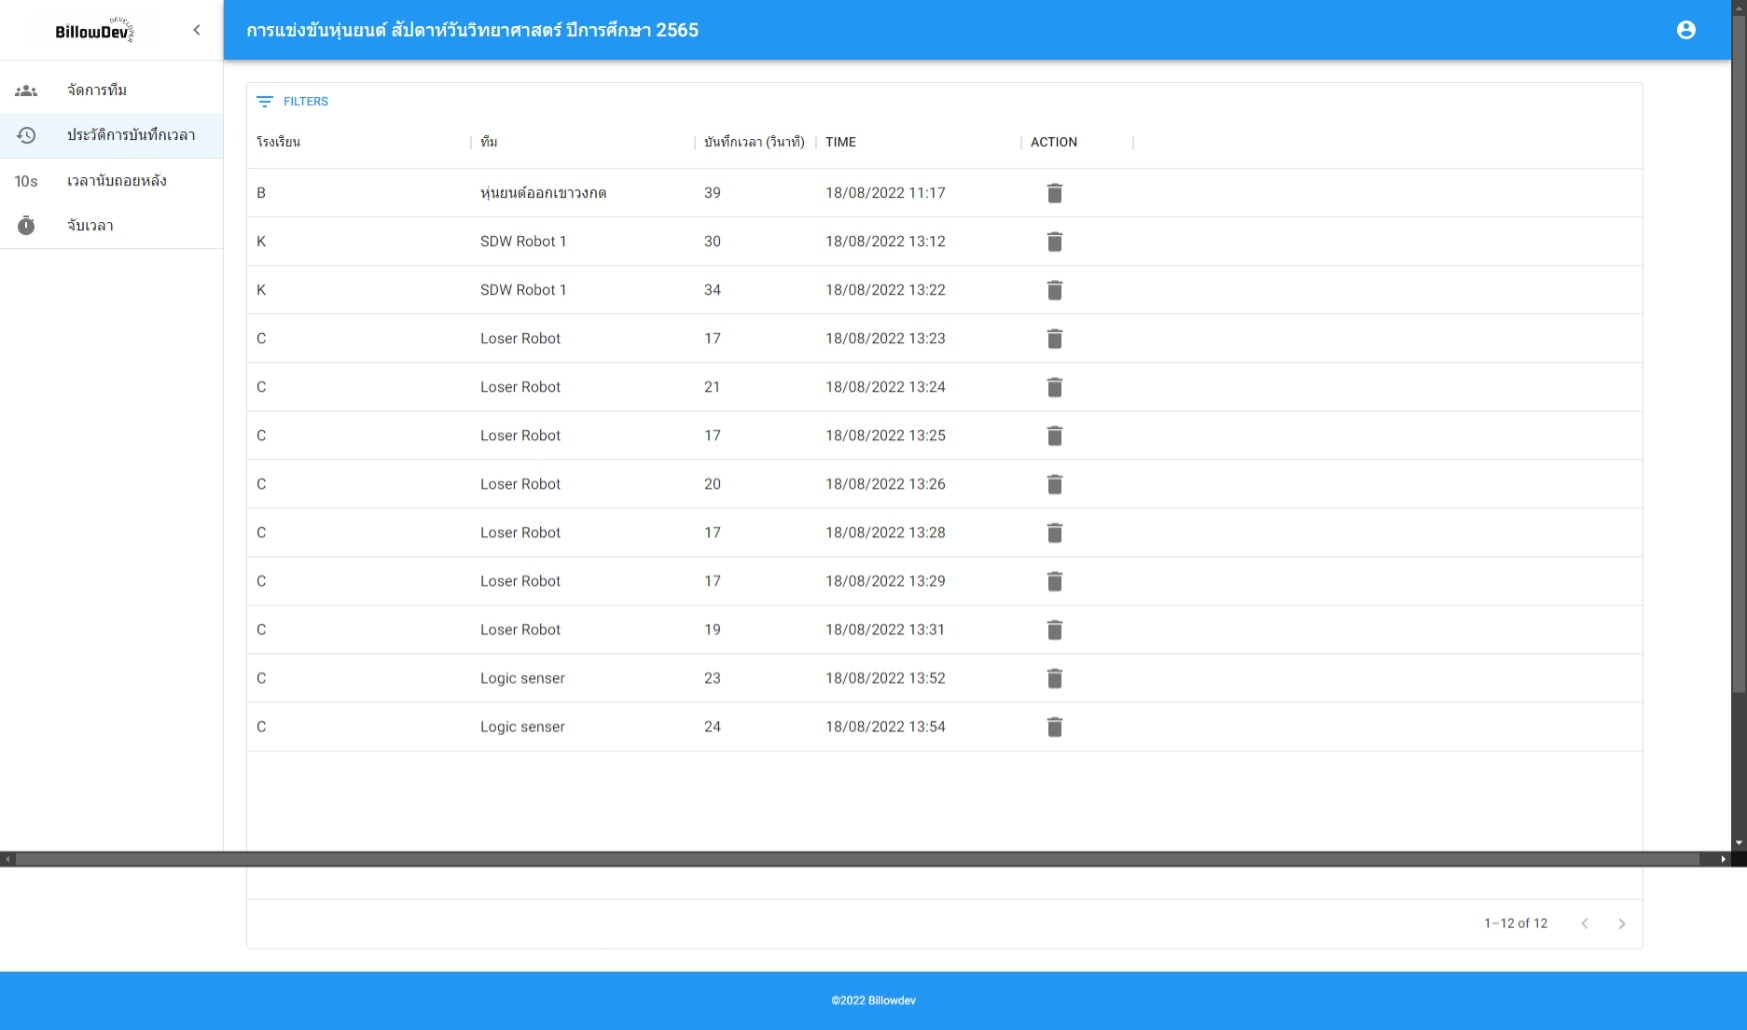 BillowDev DEVELOPER
การแข่งขันหุ่นยนต์ สัปดาห์วันวิทยาศาสตร์ ปีการศึกษา 2565
จัดการทีม
ประวัติการบันทึกเวลา
10s เวลานับถอยหลัง
จับเวลา
FILTERS
โรงเรียน ทีม บันทึกเวลา (วินาที) TIME ACTION
B หุ่นยนต์ออกเขาวงกต 39 18/08/2022 11:17
K SDW Robot 1 30 18/08/2022 13:12
K SDW Robot 1 34 18/08/2022 13:22
C Loser Robot 17 18/08/2022 13:23
C Loser Robot 21 18/08/2022 13:24
C Loser Robot 17 18/08/2022 13:25
C Loser Robot 20 18/08/2022 13:26
C Loser Robot 17 18/08/2022 13:28
C Loser Robot 17 18/08/2022 13:29
C Loser Robot 19 18/08/2022 13:31
C Logic senser 23 18/08/2022 13:52
C Logic senser 24 18/08/2022 13:54
1–12 of 12
©2022 Billowdev